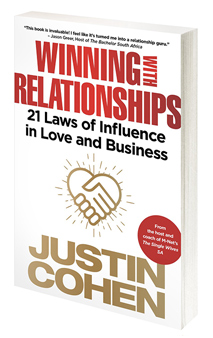 "This book is invaluable! I feel like it's turned me into a relationship guru."
- Jason Greer, Host of The Bachelor South Africa
WINNING WITH
RELATIONSHIPS
21 Laws of Influence
in Love and Business
From
the host and
coach of M-Net's
The Single Wives
SA
JUSTIN
COHEN